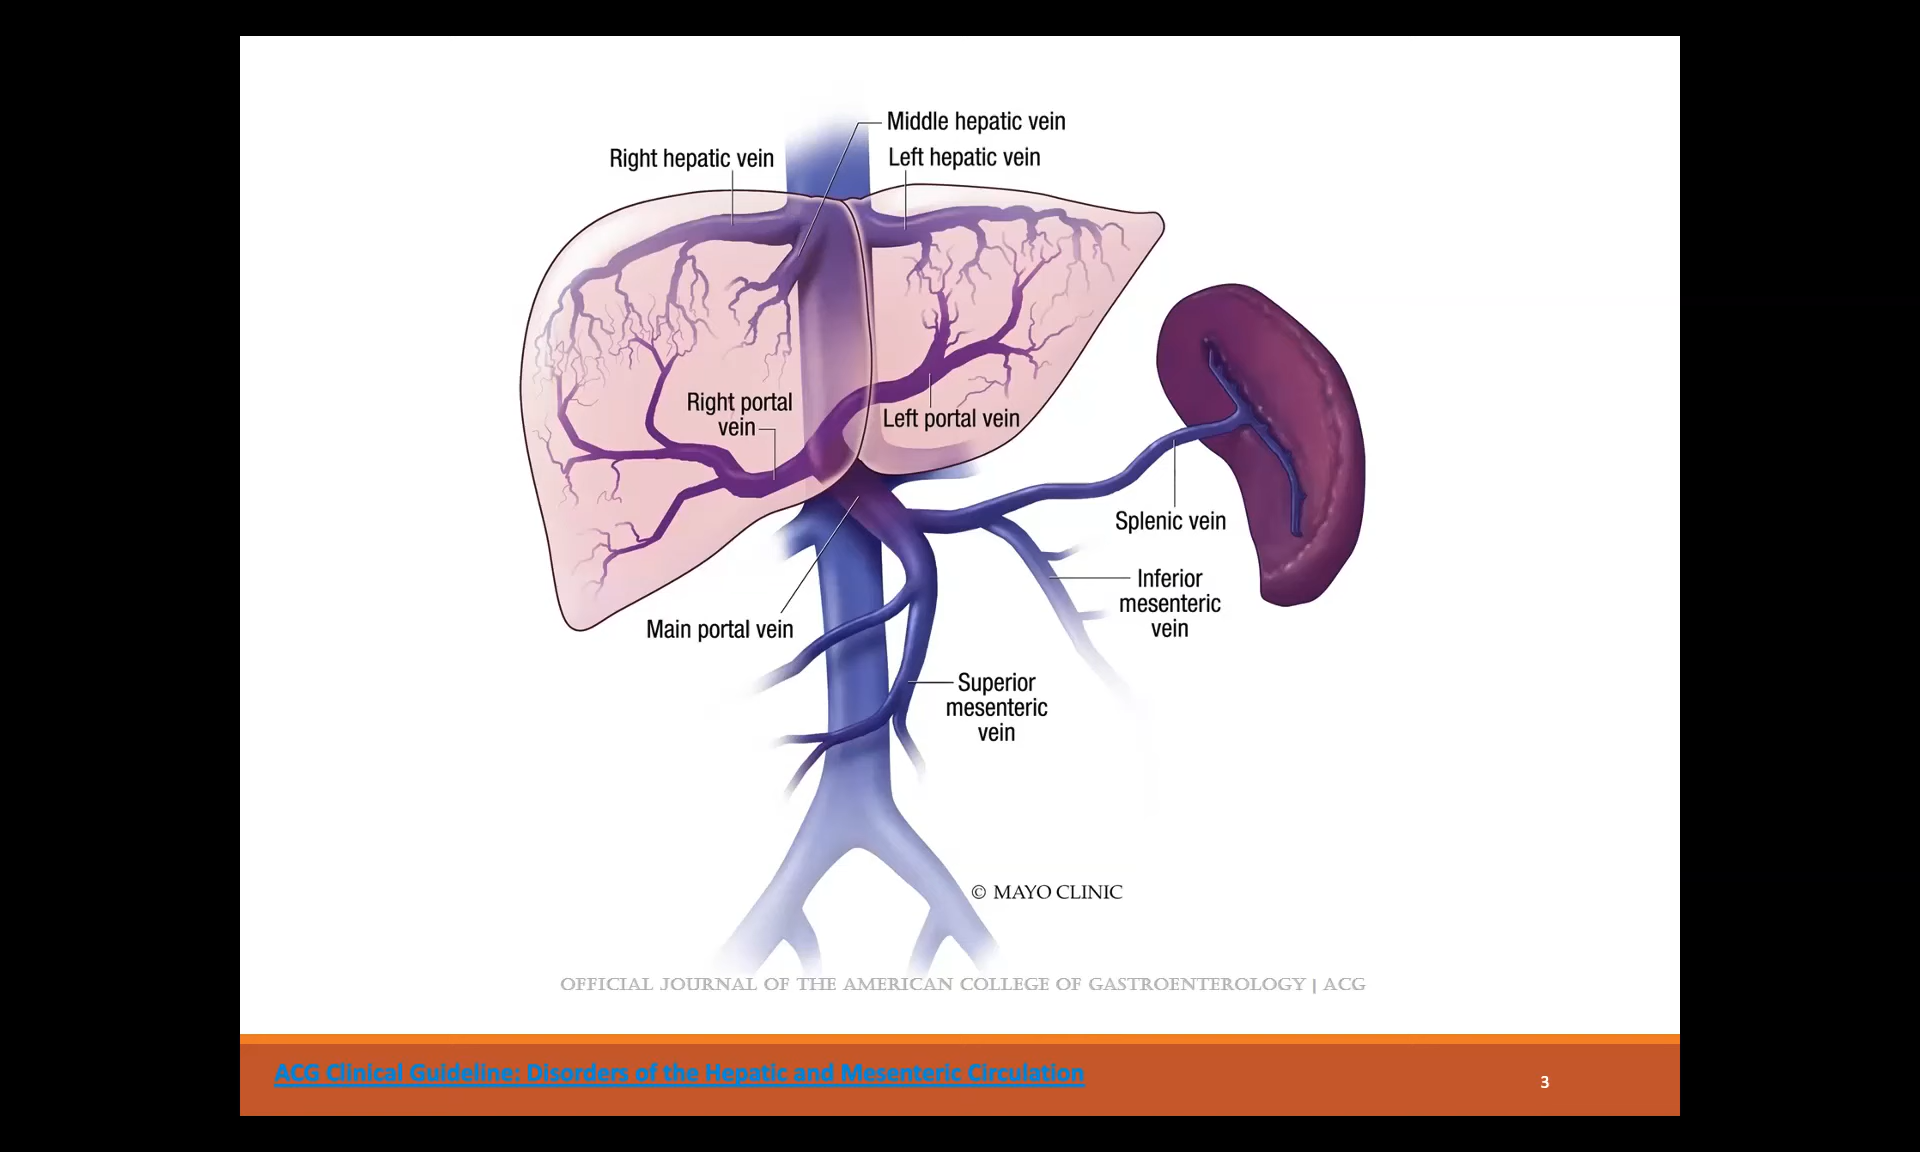 Middle hepatic vein
Right hepatic vein
Left hepatic vein
Right portal
vein
Left portal vein
Splenic vein
Inferior
mesenteric
vein
Main portal vein
Superior
mesenteric
vein
© MAYO CLINIC
OFFICIAL JOURNAL OF THE AMERICAN COLLEGE OF GASTROENTEROLOGY | ACG
ACG Clinical Guideline: Disorders of the Hepatic and Mesenteric Circulation
3